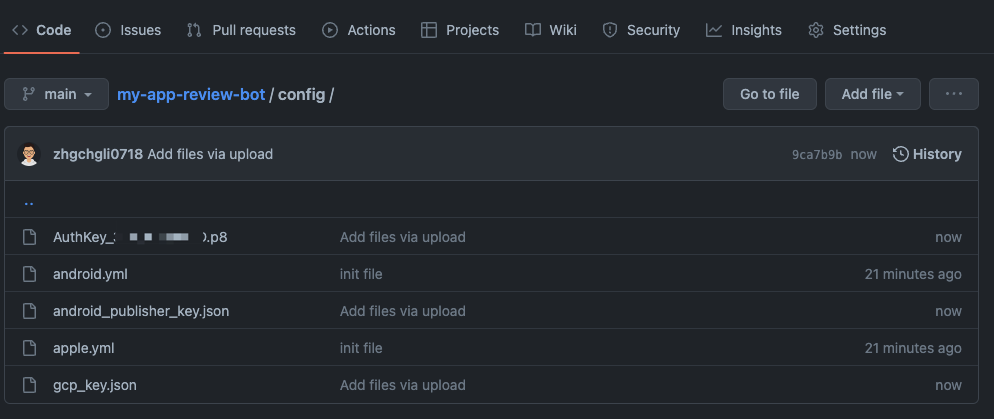 Code Issues Pull requests Actions Projects Wiki Security Insights Settings
main my-app-review-bot / config / Go to file Add file ...
zhgchgli0718 Add files via upload 9ca7b9b now History
..
AuthKey_ .p8 Add files via upload now
android.yml init file 21 minutes ago
android_publisher_key.json Add files via upload now
apple.yml init file 21 minutes ago
gcp_key.json Add files via upload now